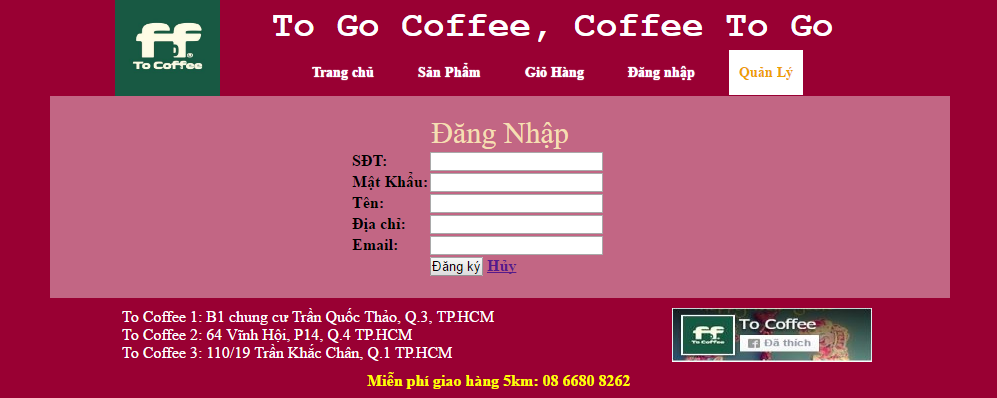 ff
®
To Coffee
To Go Coffee, Coffee To Go
Trang chủ Sản Phẩm Giỏ Hàng Đăng nhập Quản Lý
Đăng Nhập
SĐT:
Mật Khẩu:
Tên:
Địa chỉ:
Email:
Đăng ký Hủy
To Coffee 1: B1 chung cư Trần Quốc Thảo, Q.3, TP.HCM
To Coffee 2: 64 Vĩnh Hội, P14, Q.4 TP.HCM
To Coffee 3: 110/19 Trần Khắc Chân, Q.1 TP.HCM
ff
To Coffee
To Coffee
f Đã thích
Miễn phí giao hàng 5km: 08 6680 8262